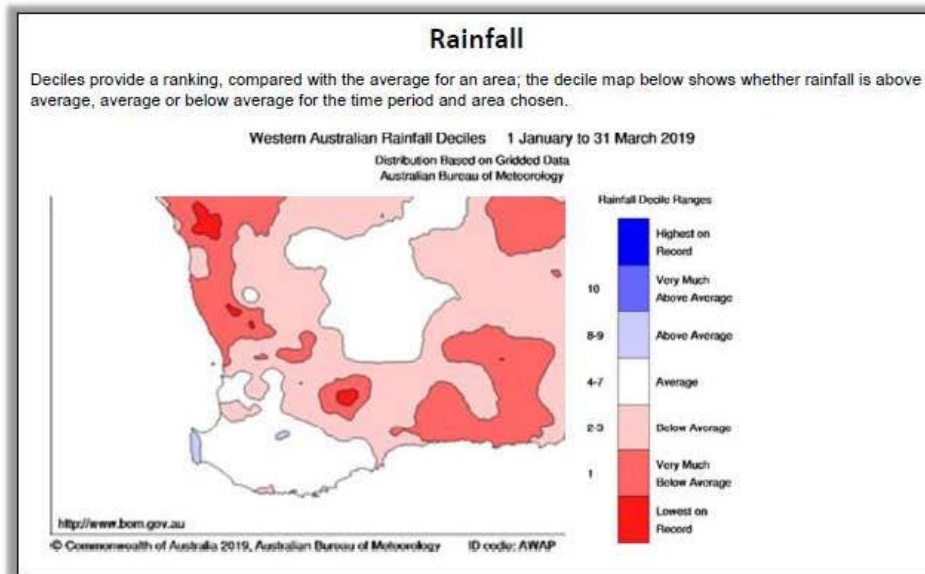 Rainfall
Deciles provide a ranking, compared with the average for an area; the decile map below shows whether rainfall is above
average, average or below average for the time period and area chosen.
Western Australian Rainfall Deciles 1 January to 31 March 2019
Distribution Based on Gridded Data
Australian Bureau of Meteorology
Rainfall Decile Ranges
Highest on
Record
10
Very Much
Above Average
8-9
Above Average
4-7
Average
2-3
Below Average
1
Very Much
Below Average
Lowest on
Record
http://www.bom.gov.au
© Commonwealth of Australia 2019, Australian Bureau of Meteorology ID code: AWAP